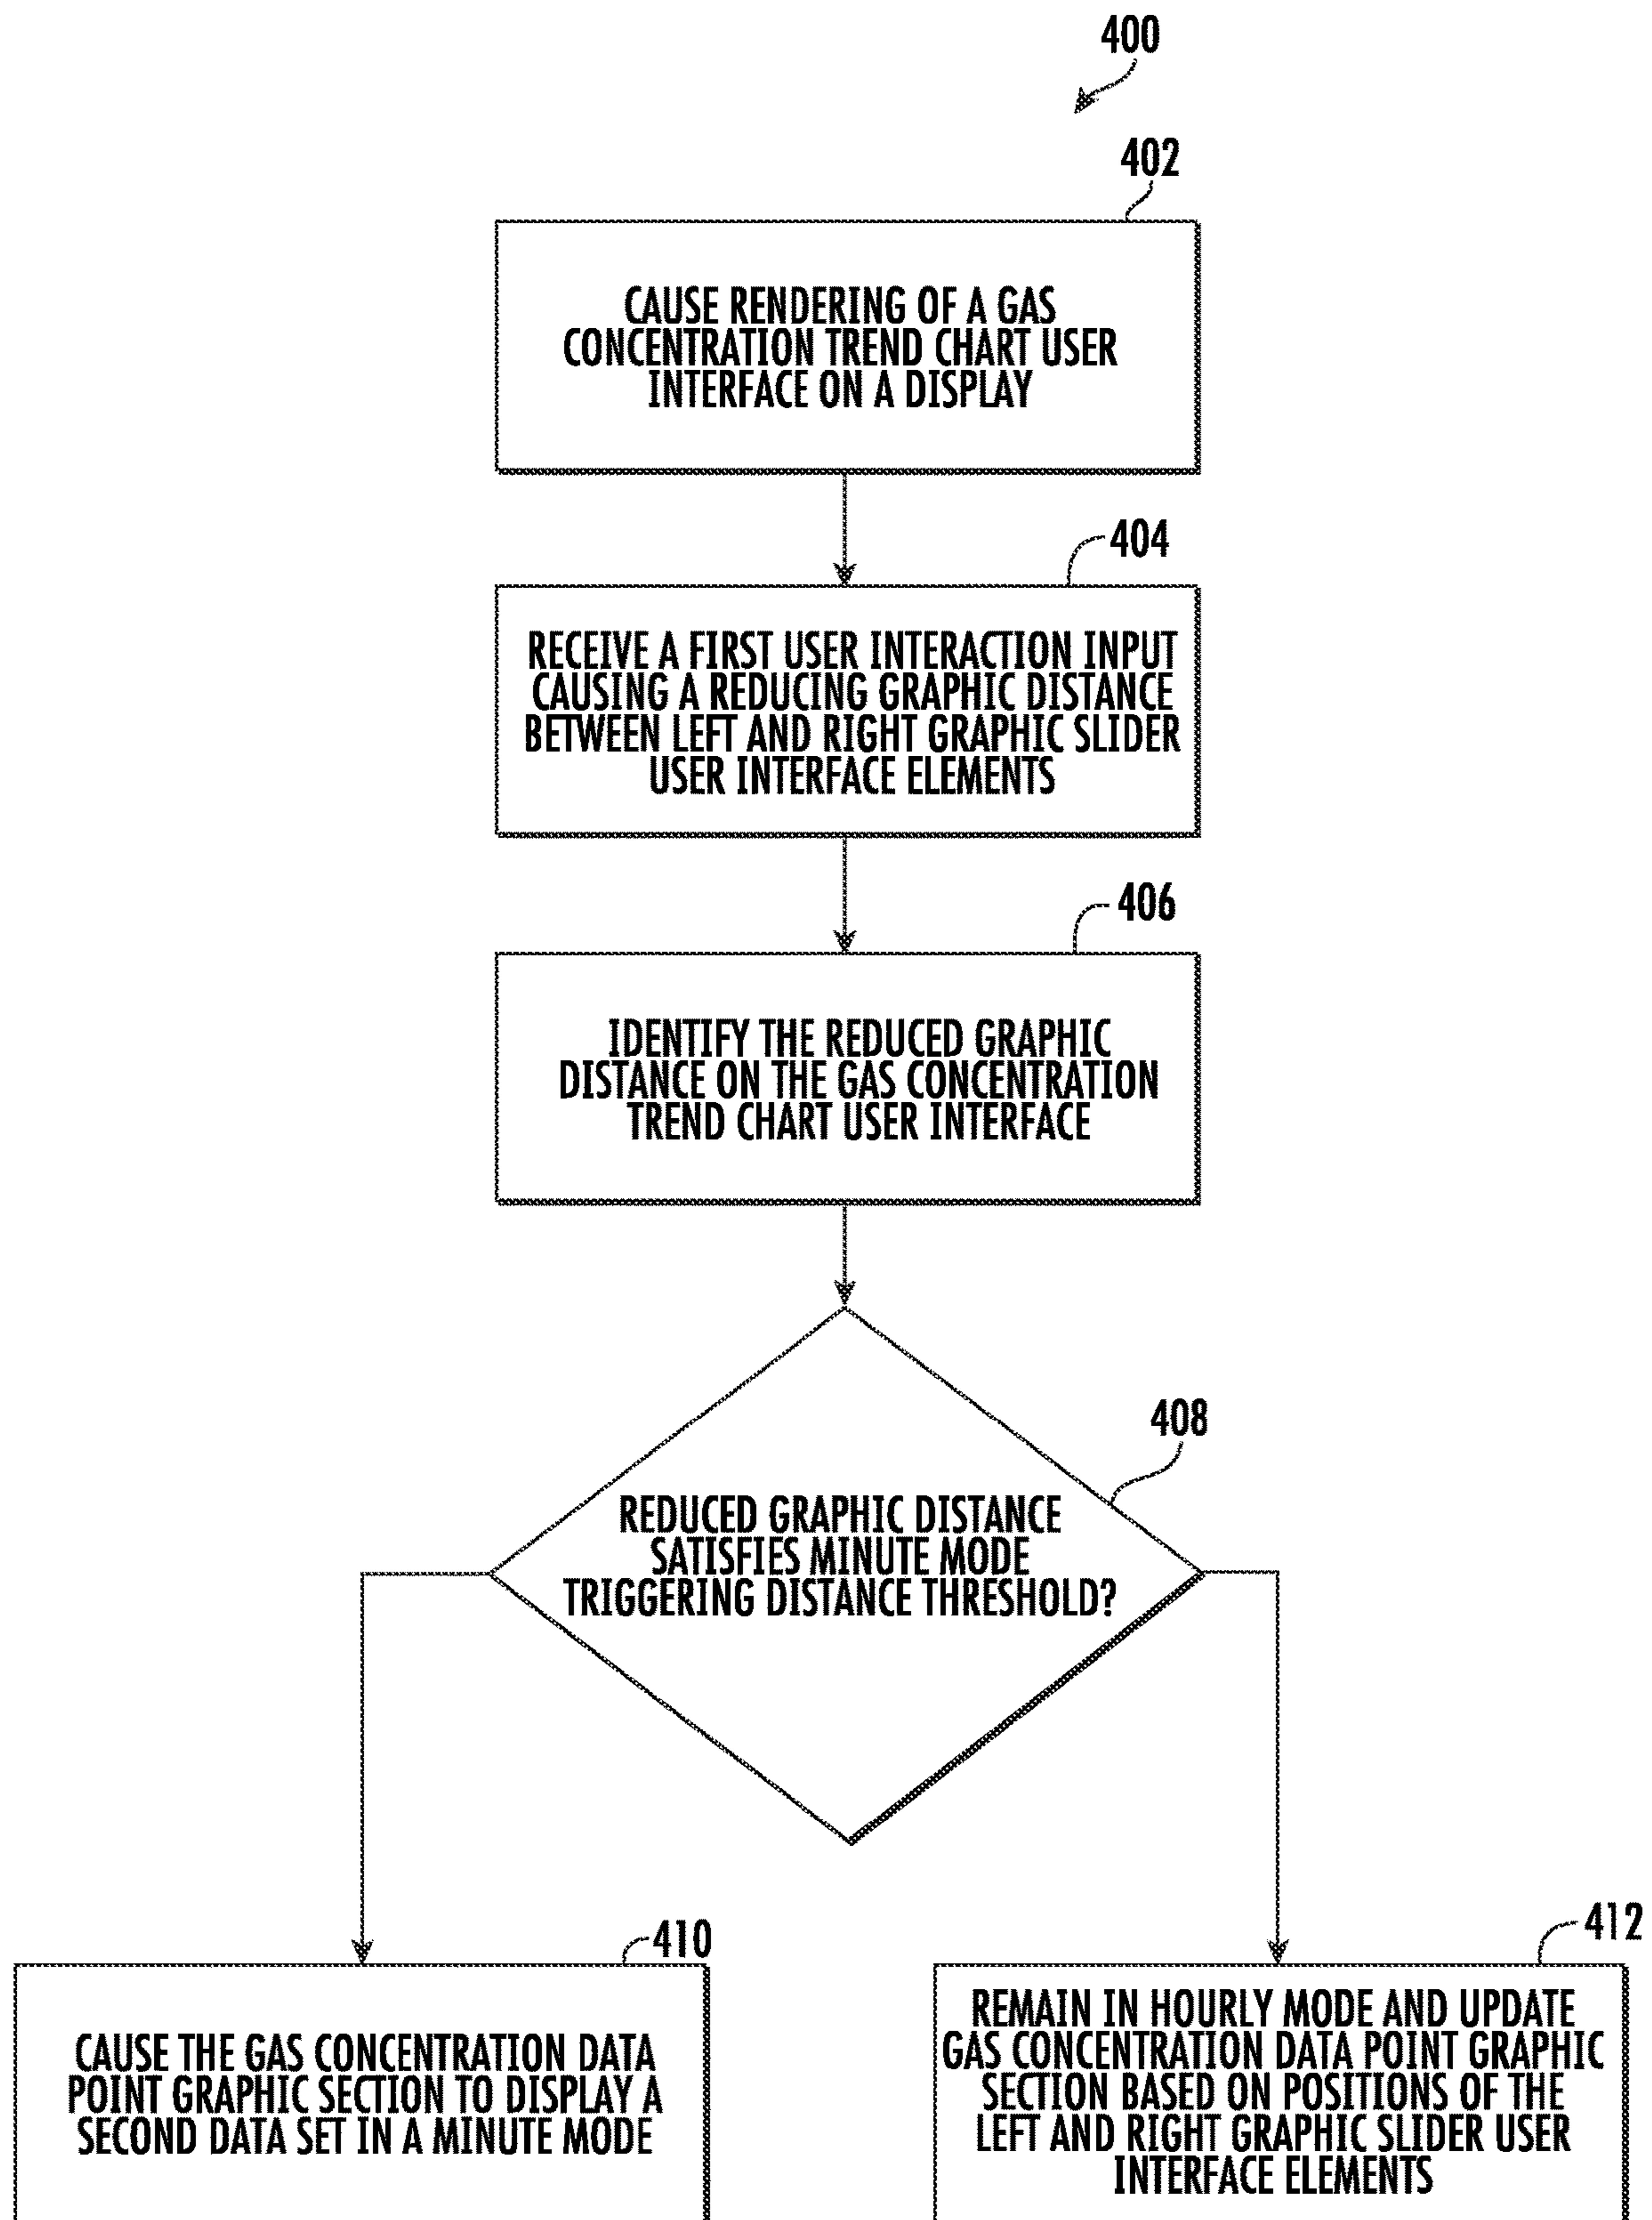 400
402
CAUSE RENDERING OF A GAS
CONCENTRATION TREND CHART USER
INTERFACE ON A DISPLAY
404
RECEIVE A FIRST USER INTERACTION INPUT
CAUSING A REDUCING GRAPHIC DISTANCE
BETWEEN LEFT AND RIGHT GRAPHIC SLIDER
USER INTERFACE ELEMENTS
406
IDENTIFY THE REDUCED GRAPHIC
DISTANCE ON THE GAS CONCENTRATION
TREND CHART USER INTERFACE
408
REDUCED GRAPHIC DISTANCE
SATISFIES MINUTE MODE
TRIGGERING DISTANCE THRESHOLD?
410
CAUSE THE GAS CONCENTRATION DATA
POINT GRAPHIC SECTION TO DISPLAY A
SECOND DATA SET IN A MINUTE MODE
412
REMAIN IN HOURLY MODE AND UPDATE
GAS CONCENTRATION DATA POINT GRAPHIC
SECTION BASED ON POSITIONS OF THE
LEFT AND RIGHT GRAPHIC SLIDER USER
INTERFACE ELEMENTS